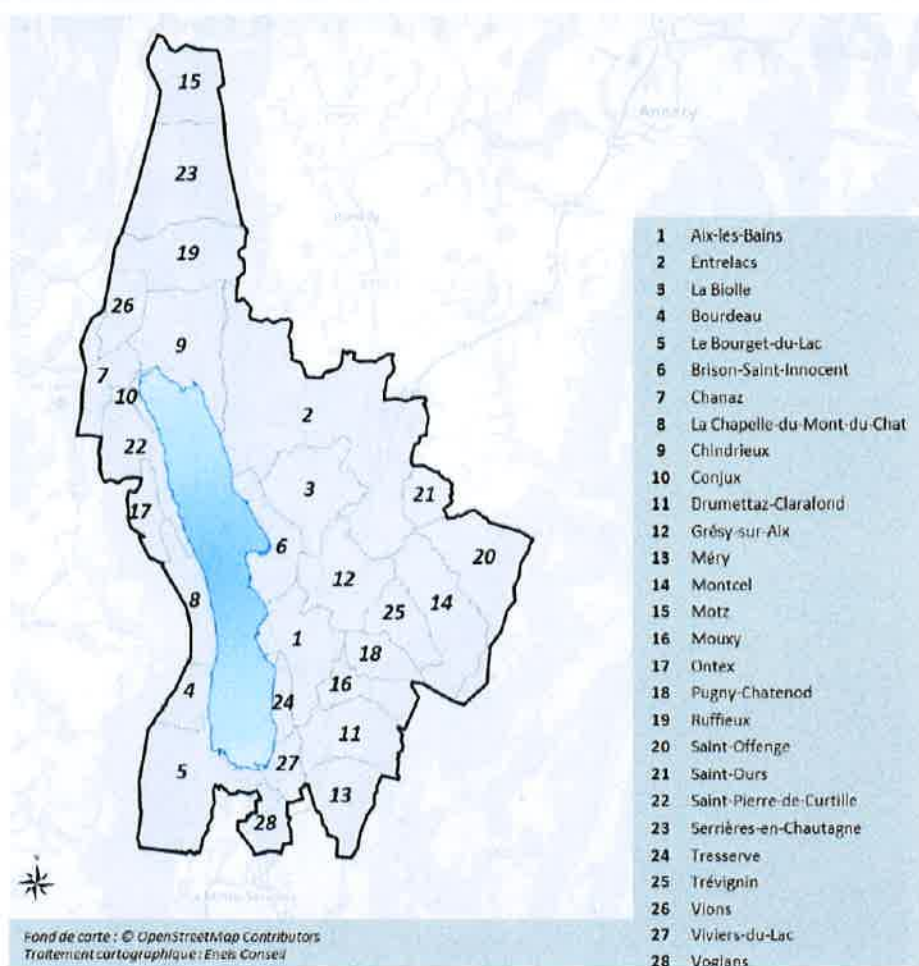 15
Annecy
23
19
26
9
7
10
2
22
3
21
17
6
20
12
8
25
14
1
18
4
16
24
11
5
27
13
28
1 Aix-les-Bains
2 Entrelacs
3 La Biolle
4 Bourdeau
5 Le Bourget-du-Lac
6 Brison-Saint-Innocent
7 Chanaz
8 La Chapelle-du-Mont-du-Chat
9 Chindrieux
10 Conjux
11 Drumettaz-Clarafond
12 Grésy-sur-Aix
13 Méry
14 Montcel
15 Motz
16 Mouxy
17 Ontex
18 Pugny-Chatenod
19 Ruffieux
20 Saint-Offenge
21 Saint-Ours
22 Saint-Pierre-de-Curtille
23 Serrières-en-Chautagne
24 Tresserve
25 Trévignin
26 Vions
27 Viviers-du-Lac
28 Voglans
Fond de carte : © OpenStreetMap Contributors
Traitement cartographique : Eneis Conseil